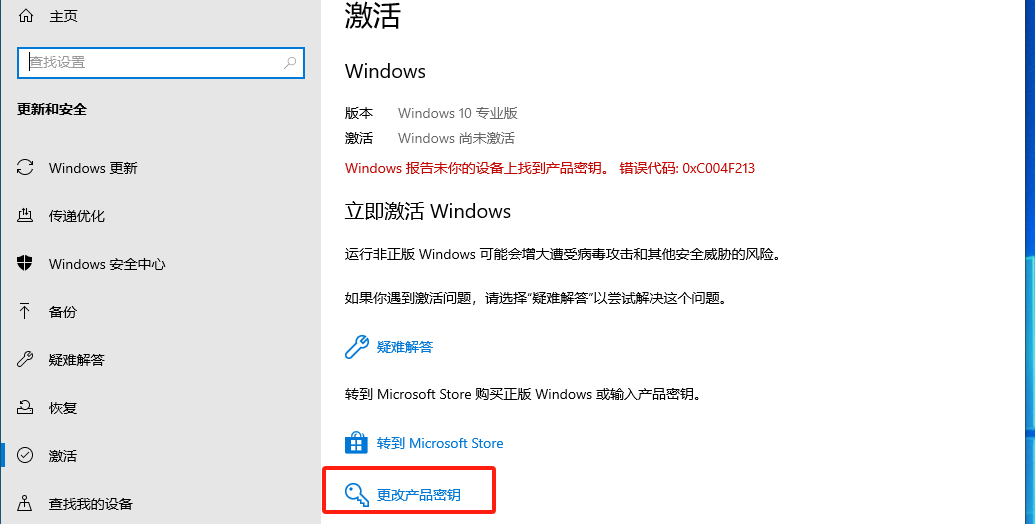 主页
查找设置
更新和安全
Windows 更新
传递优化
Windows 安全中心
备份
疑难解答
恢复
激活
查找我的设备
激活
Windows
版本 Windows 10 专业版
激活 Windows 尚未激活
Windows 报告未你的设备上找到产品密钥。 错误代码: 0xC004F213
立即激活 Windows
运行非正版 Windows 可能会增大遭受病毒攻击和其他安全威胁的风险。
如果你遇到激活问题，请选择“疑难解答”以尝试解决这个问题。
疑难解答
转到 Microsoft Store 购买正版 Windows 或输入产品密钥。
转到 Microsoft Store
更改产品密钥